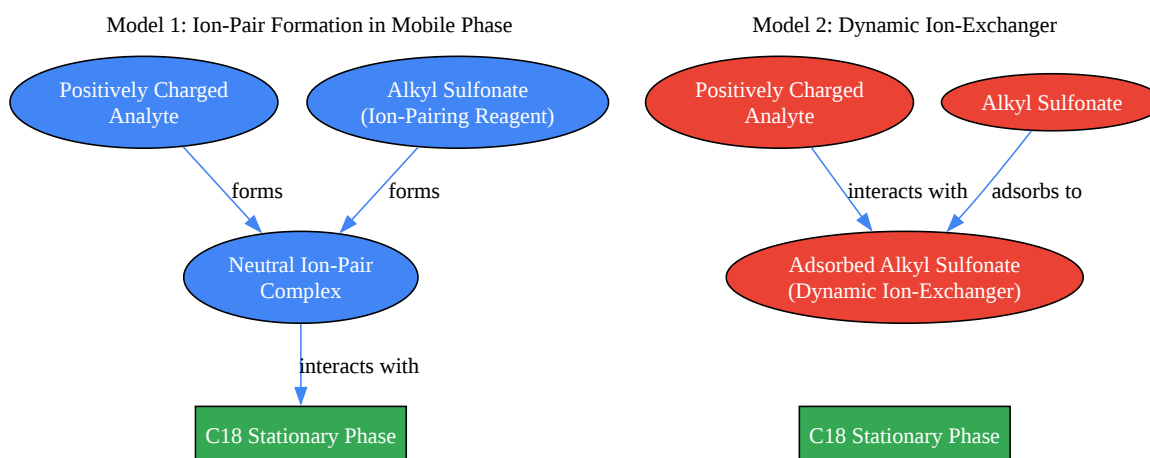 Model 1: Ion-Pair Formation in Mobile Phase
Positively Charged
Analyte
Alkyl Sulfonate
(Ion-Pairing Reagent)
forms
forms
Neutral Ion-Pair
Complex
interacts with
C18 Stationary Phase
Model 2: Dynamic Ion-Exchanger
Positively Charged
Analyte
Alkyl Sulfonate
interacts with
adsorbs to
Adsorbed Alkyl Sulfonate
(Dynamic Ion-Exchanger)
C18 Stationary Phase